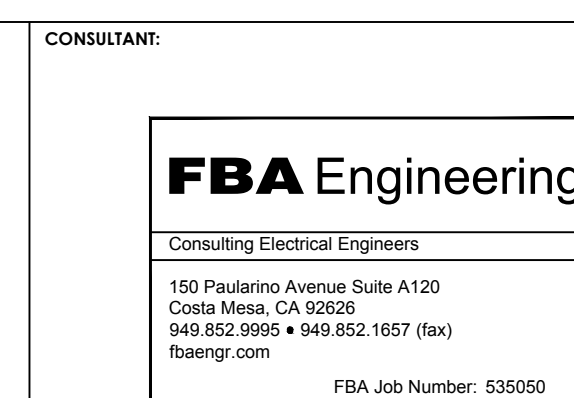 CONSULTANT:
FBA Engineering
Consulting Electrical Engineers
150 Paularino Avenue Suite A120
Costa Mesa, CA 92626
949.852.9995 • 949.852.1657 (fax)
fbaengr.com
FBA Job Number: 535050